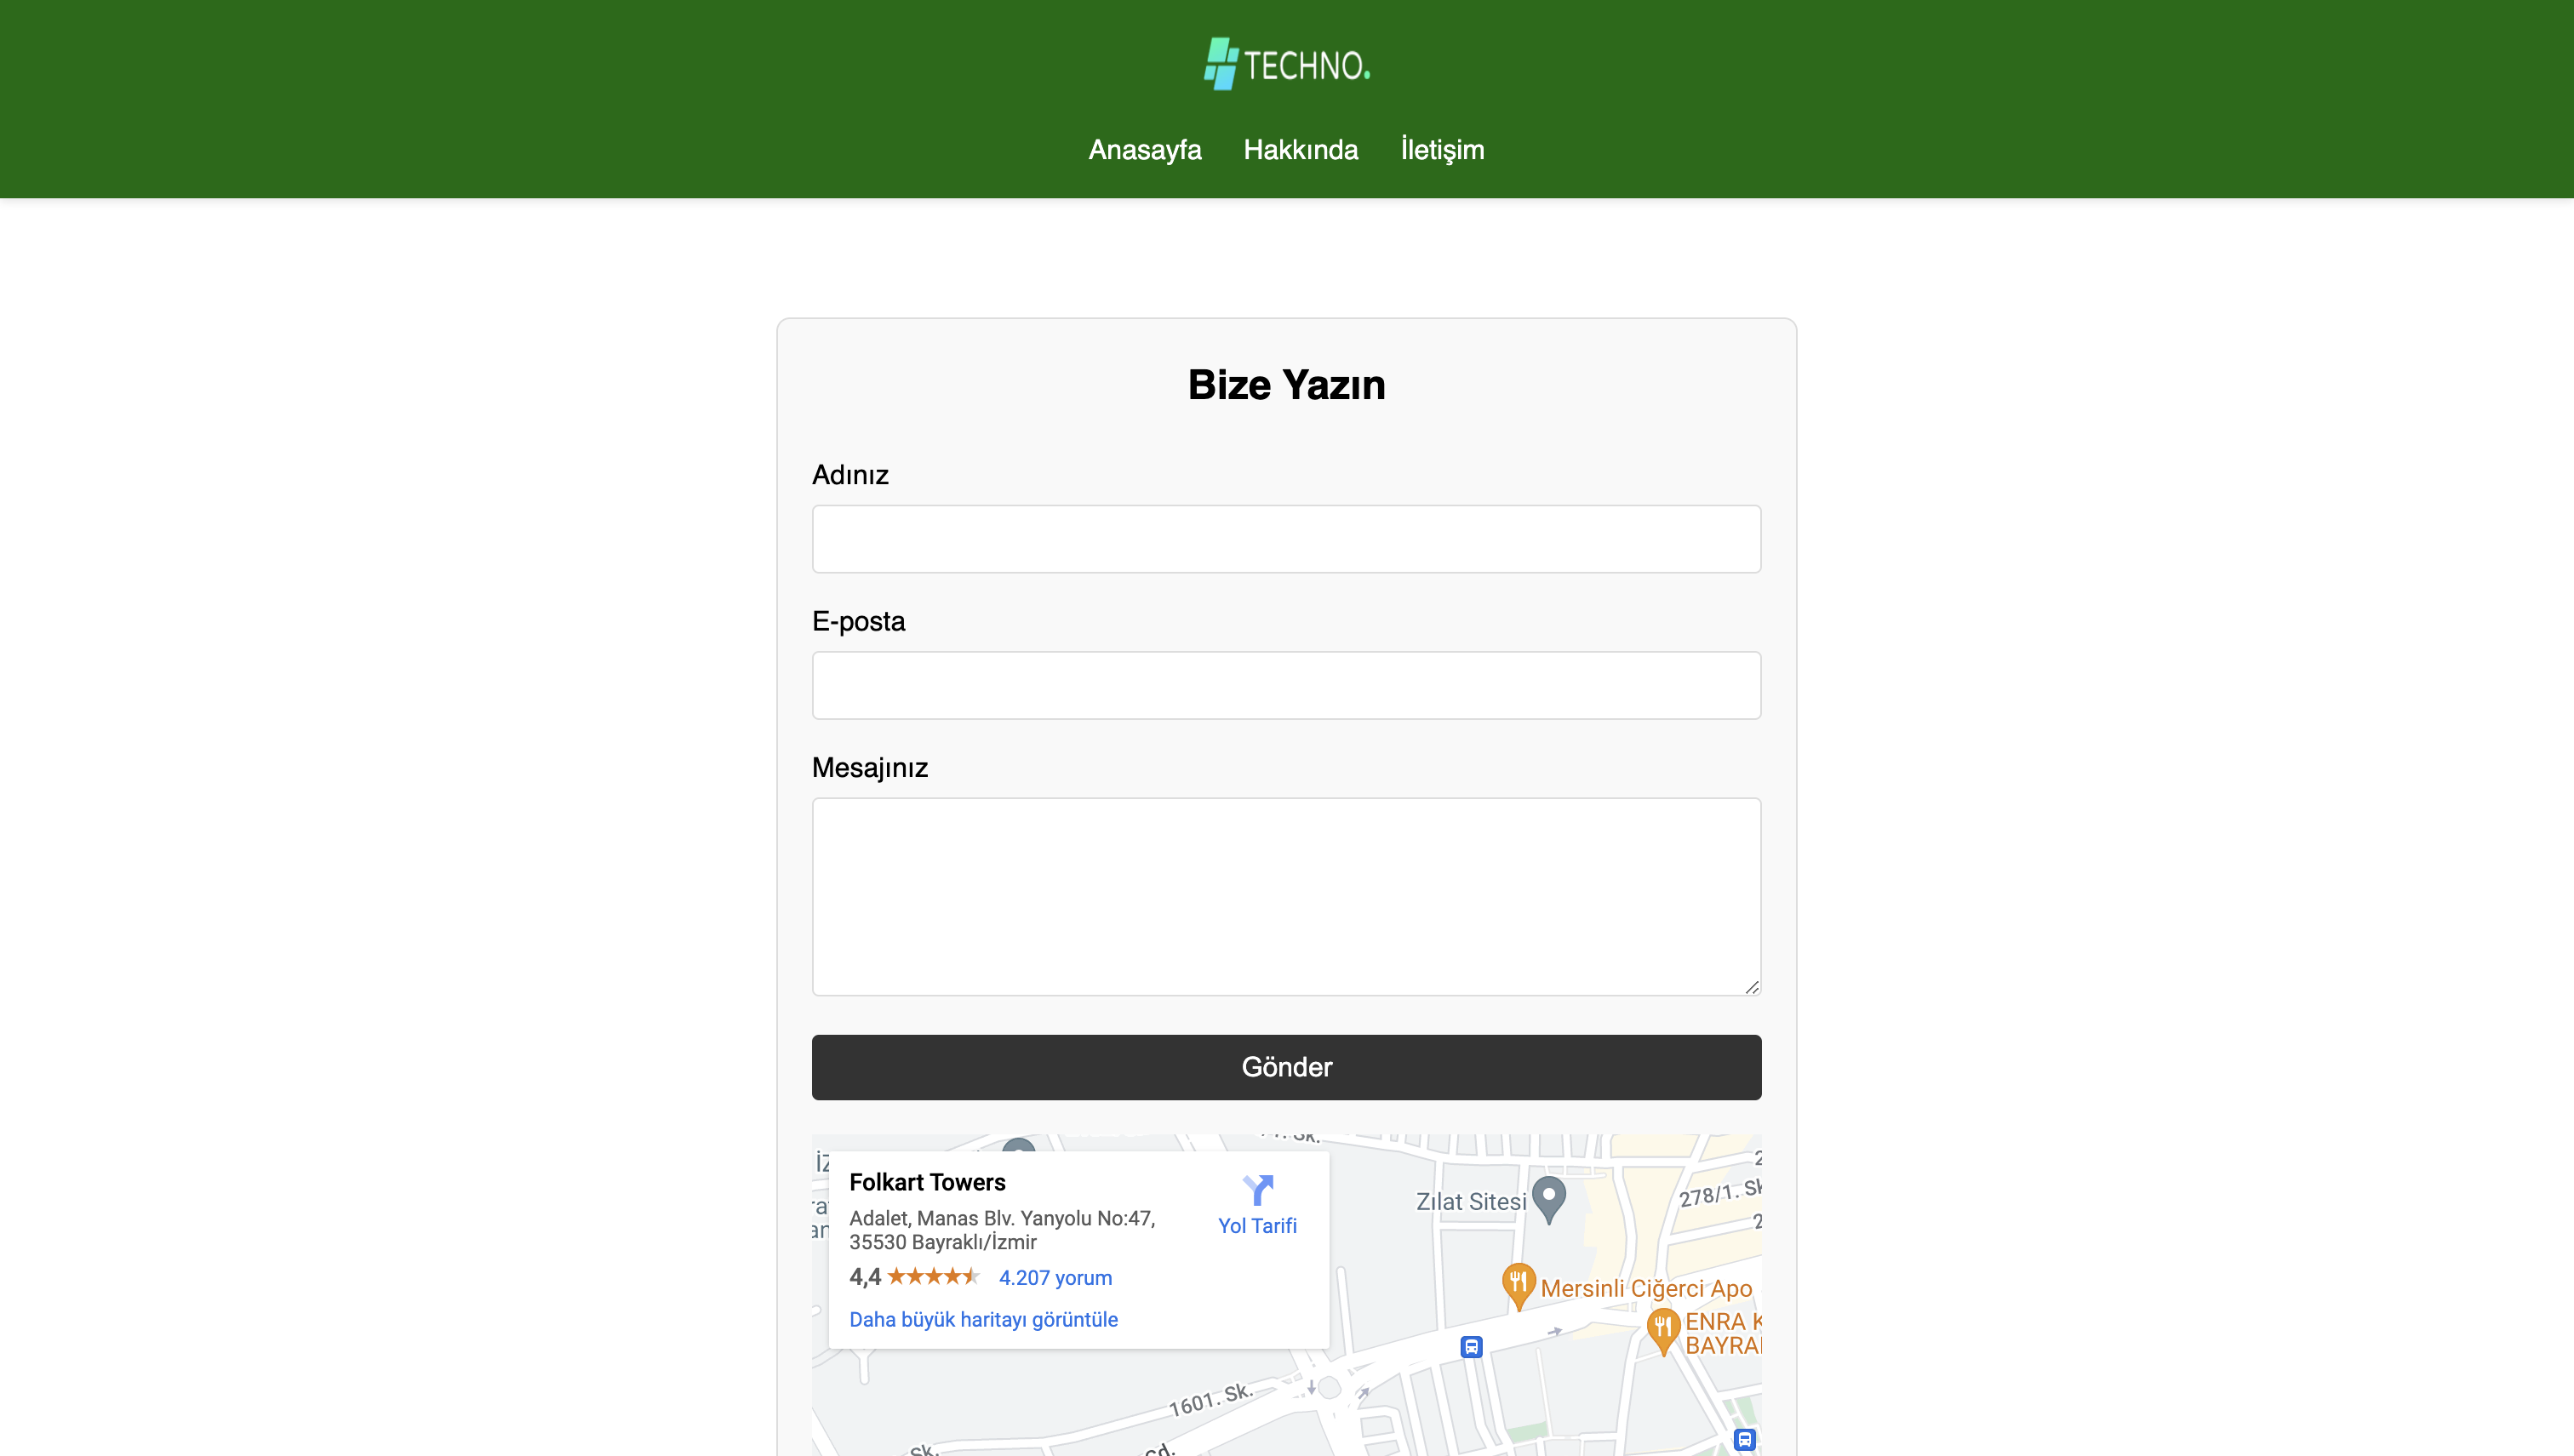 TECHNO.
Anasayfa Hakkında İletişim
Bize Yazın
Adınız
E-posta
Mesajınız
Gönder
Folkart Towers
Adalet, Manas Blv. Yanyolu No:47,
35530 Bayraklı/İzmir
4,4 4.207 yorum
Daha büyük haritayı görüntüle
Yol Tarifi
Zılat Sitesi
278/1. Sk
Mersinli Ciğerci Apo
ENRA K
BAYRA
1601. Sk.
Sk.
Cd.